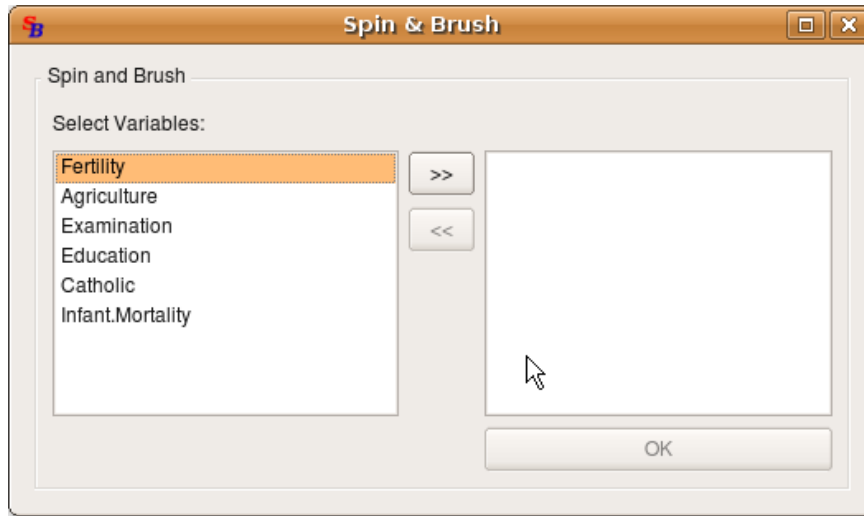 SB Spin & Brush
Spin and Brush
Select Variables:
Fertility
Agriculture
Examination
Education
Catholic
Infant.Mortality
>>
<<
OK